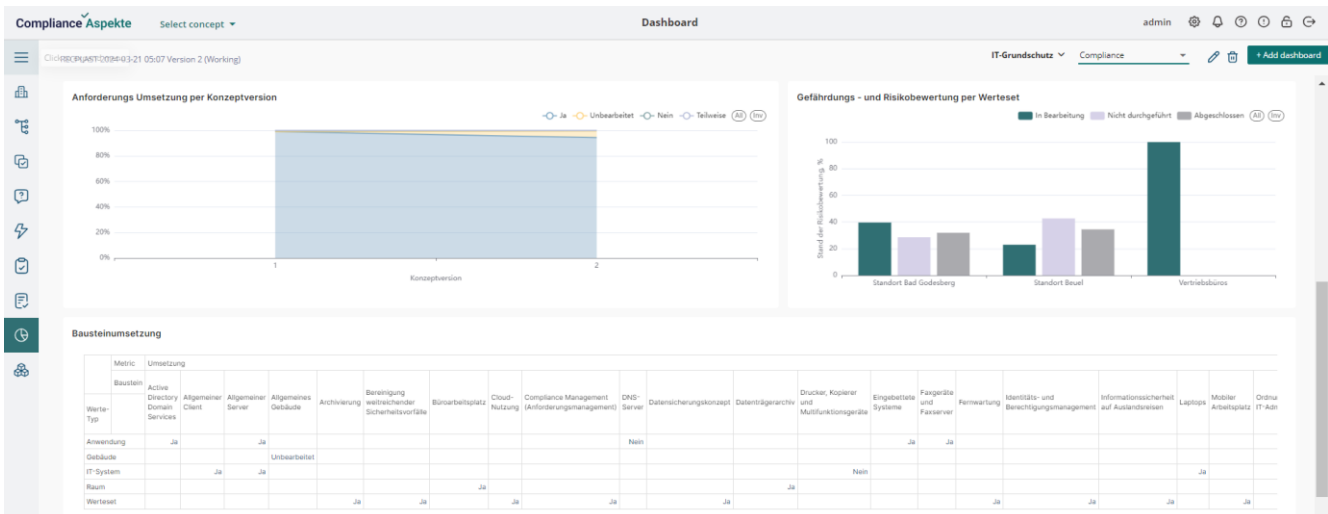 Compliance Aspekte
Select concept
Dashboard
admin
RECPLAST 2024-03-21 05:07 Version 2 (Working)
IT-Grundschutz
Compliance
+ Add dashboard
Anforderungs Umsetzung per Konzeptversion
Ja Unbearbeitet Nein Teilweise All Inv
100%
80%
60%
40%
20%
0%
1 2
Konzeptversion
Gefährdungs - und Risikobewertung per Werteset
In Bearbeitung Nicht durchgeführt Abgeschlossen All Inv
Stand der Risikobewertung, %
100
80
60
40
20
0
Standort Bad Godesberg Standort Beuel Vertriebsbüros
Bausteinumsetzung
Metric Umsetzung
Baustein
Werte-
Typ
Active
Directory
Domain
Services
Allgemeiner
Client
Allgemeiner
Server
Allgemeines
Gebäude
Archivierung
Bereinigung
weitreichender
Sicherheitsvorfälle
Büroarbeitsplatz
Cloud-
Nutzung
Compliance Management
(Anforderungsmanagement)
DNS-
Server
Datensicherungskonzept
Datenträgerarchiv
Drucker, Kopierer
und
Multifunktionsgeräte
Eingebettete
Systeme
Faxgeräte
und
Faxserver
Fernwartung
Identitäts- und
Berechtigungsmanagement
Informationssicherheit
auf Auslandsreisen
Laptops
Mobiler
Arbeitsplatz
Ordnu
IT-Adn
Anwendung Ja Ja Nein Ja Ja
Gebäude Unbearbeitet
IT-System Ja Ja Nein Ja
Raum Ja Ja
Werteset Ja Ja Ja Ja Ja Ja Ja Ja Ja